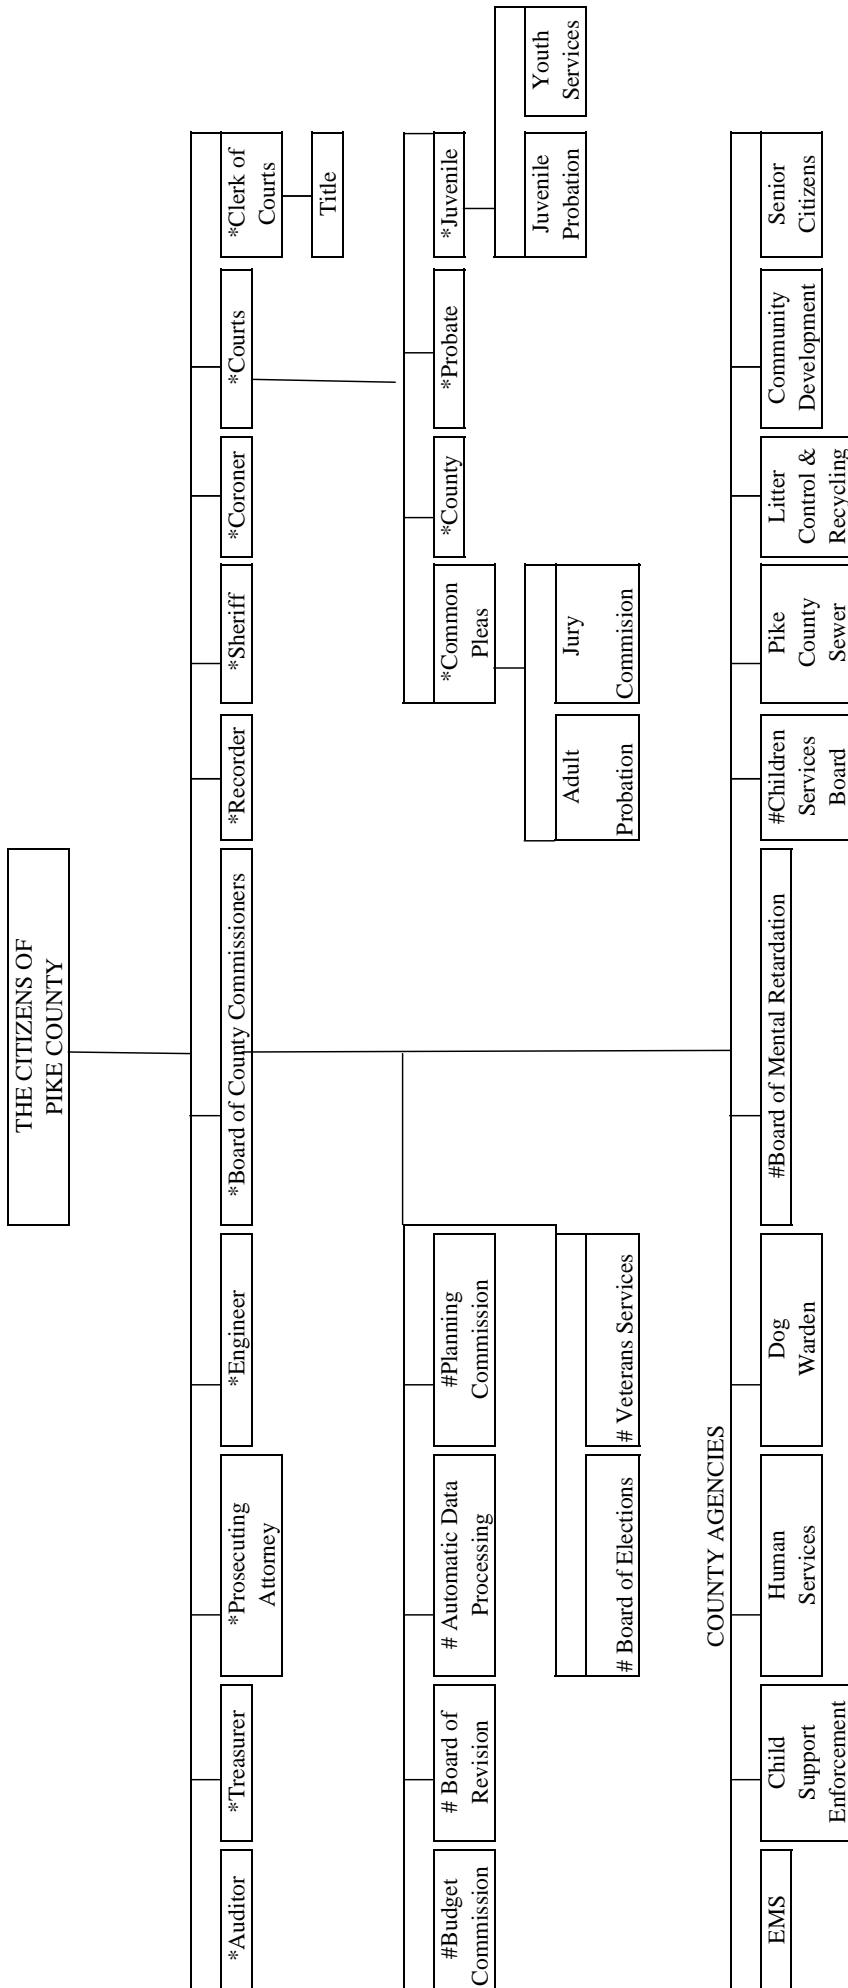 THE CITIZENS OF
PIKE COUNTY
*Auditor
*Treasurer
*Prosecuting
Attorney
*Engineer
*Board of County Commissioners
*Recorder
*Sheriff
*Coroner
*Courts
*Clerk of
Courts
Title
#Budget
Commission
# Board of
Revision
# Automatic Data
Processing
#Planning
Commission
# Board of Elections
# Veterans Services
*Common
Pleas
*County
*Probate
*Juvenile
Adult
Probation
Jury
Commision
Juvenile
Probation
Youth
Services
COUNTY AGENCIES
EMS
Child
Support
Enforcement
Human
Services
Dog
Warden
#Board of Mental Retardation
#Children
Services
Board
Pike
County
Sewer
Litter
Control &
Recycling
Community
Development
Senior
Citizens